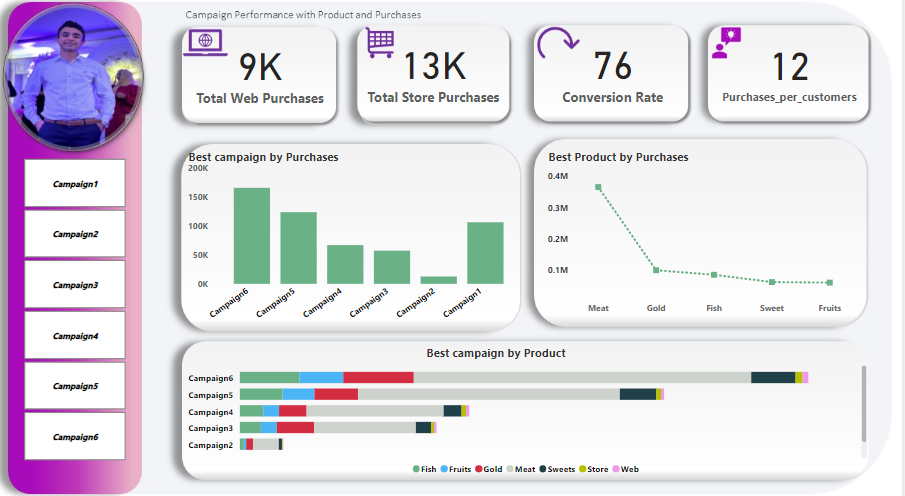 Campaign Performance with Product and Purchases
9K
Total Web Purchases
13K
Total Store Purchases
76
Conversion Rate
12
Purchases_per_customers
Campaign1
Campaign2
Campaign3
Campaign4
Campaign5
Campaign6
Best campaign by Purchases
200K
150K
100K
50K
0K
Campaign6
Campaign5
Campaign4
Campaign3
Campaign2
Campaign1
Best Product by Purchases
0.4M
0.3M
0.2M
0.1M
Meat
Gold
Fish
Sweet
Fruits
Best campaign by Product
Campaign6
Campaign5
Campaign4
Campaign3
Campaign2
Fish Fruits Gold Meat Sweets Store Web